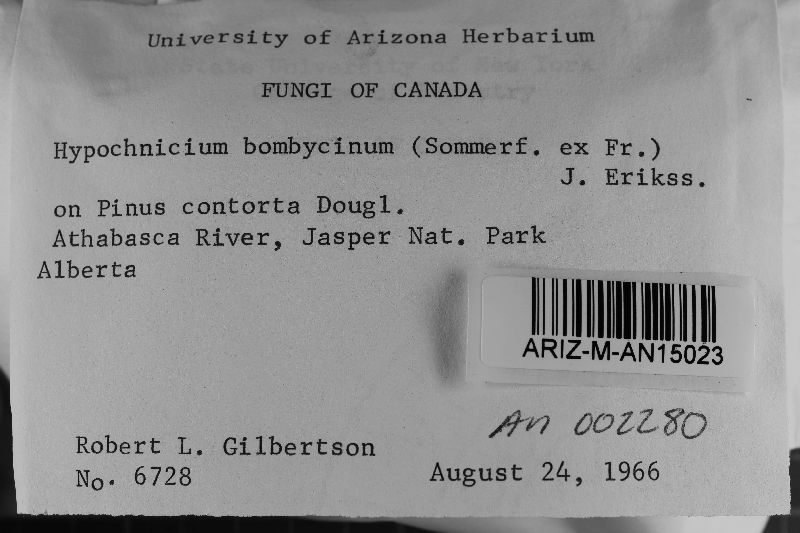 University of Arizona Herbarium
FUNGI OF CANADA
Hypochnicium bombycinum (Sommerf. ex Fr.)
J. Erikss.
on Pinus contorta Dougl.
Athabasca River, Jasper Nat. Park
Alberta
ARIZ-M-AN15023
AN 002280
Robert L. Gilbertson
No. 6728
August 24, 1966